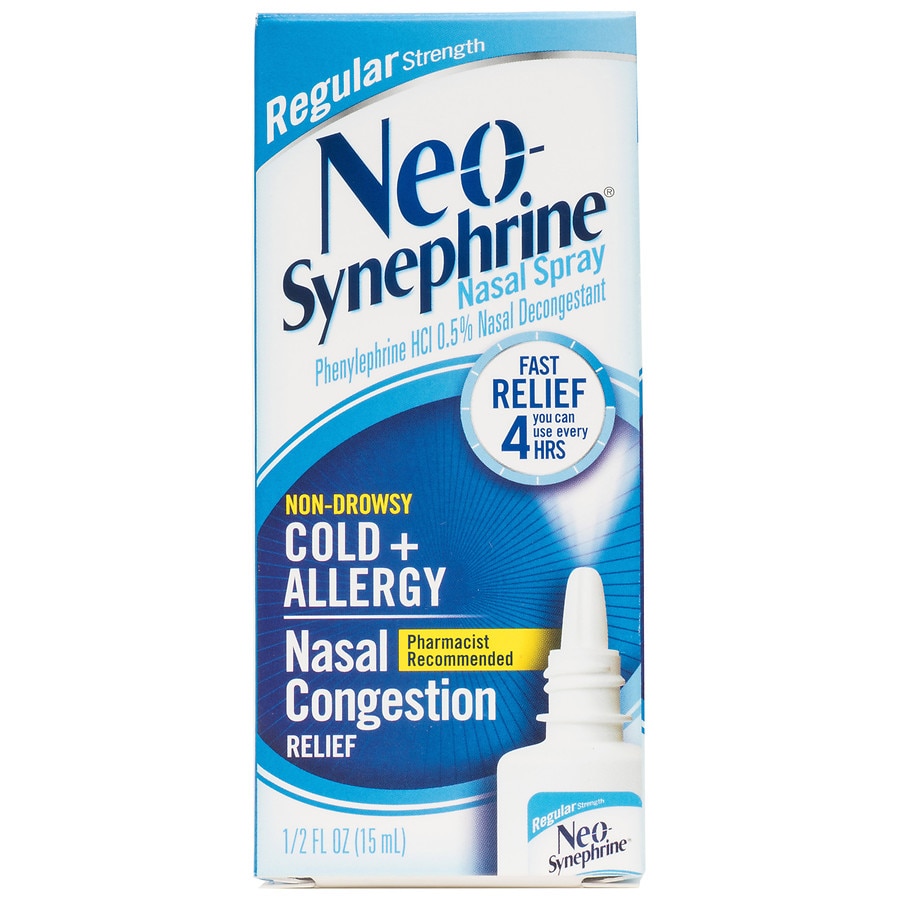 Regular Strength
Neo-
Synephrine®
Nasal Spray
Phenylephrine HCl 0.5% Nasal Decongestant
FAST
RELIEF
4 you can
use every
HRS
NON-DROWSY
COLD +
ALLERGY
Nasal
Pharmacist
Recommended
Congestion
RELIEF
1/2 FL OZ (15 mL)
Regular Strength
Neo-
Synephrine®